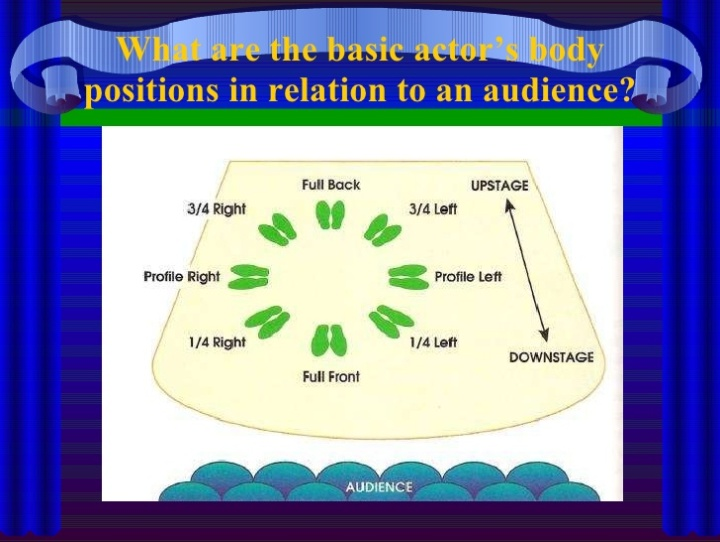 What are the basic actor's body
positions in relation to an audience?
Full Back
UPSTAGE
3/4 Right
3/4 Left
Profile Right
Profile Left
1/4 Right
1/4 Left
DOWNSTAGE
Full Front
AUDIENCE